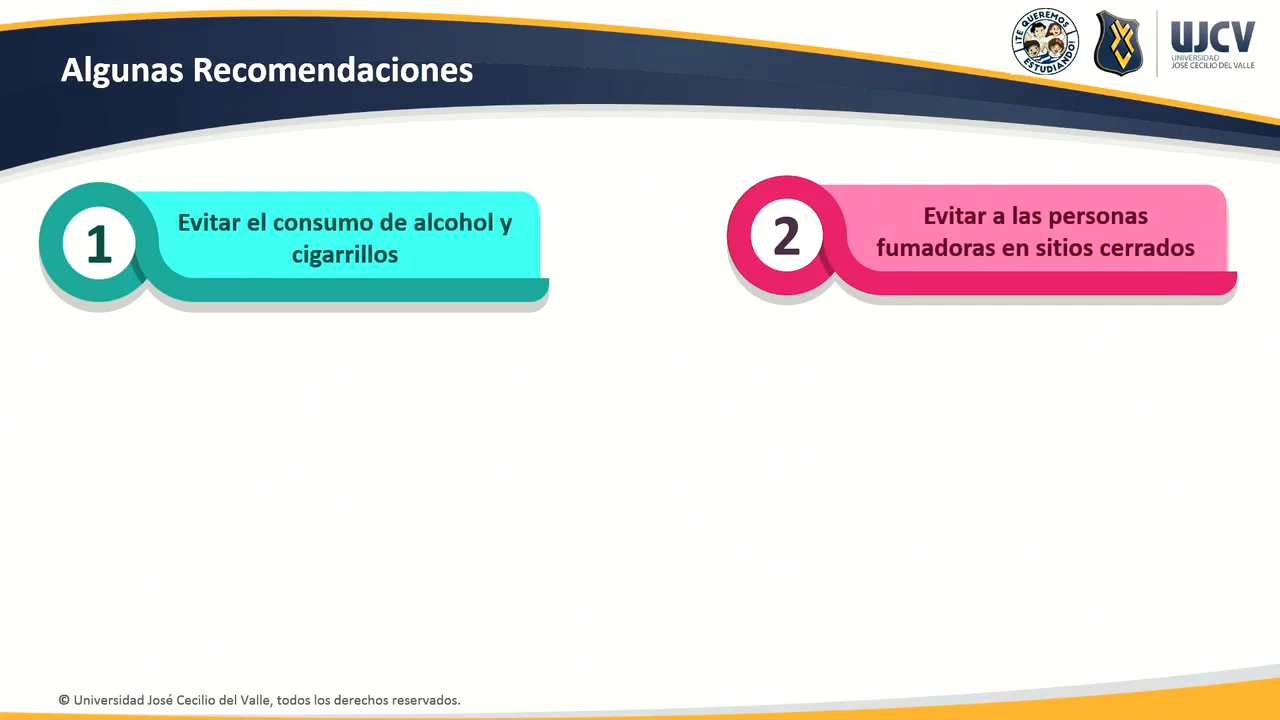 Algunas Recomendaciones
¡TE QUEREMOS
ESTUDIANDO!
UJCV
UNIVERSIDAD
JOSÉ CECILIO DEL VALLE
1
Evitar el consumo de alcohol y
cigarrillos
2
Evitar a las personas
fumadoras en sitios cerrados
© Universidad José Cecilio del Valle, todos los derechos reservados.